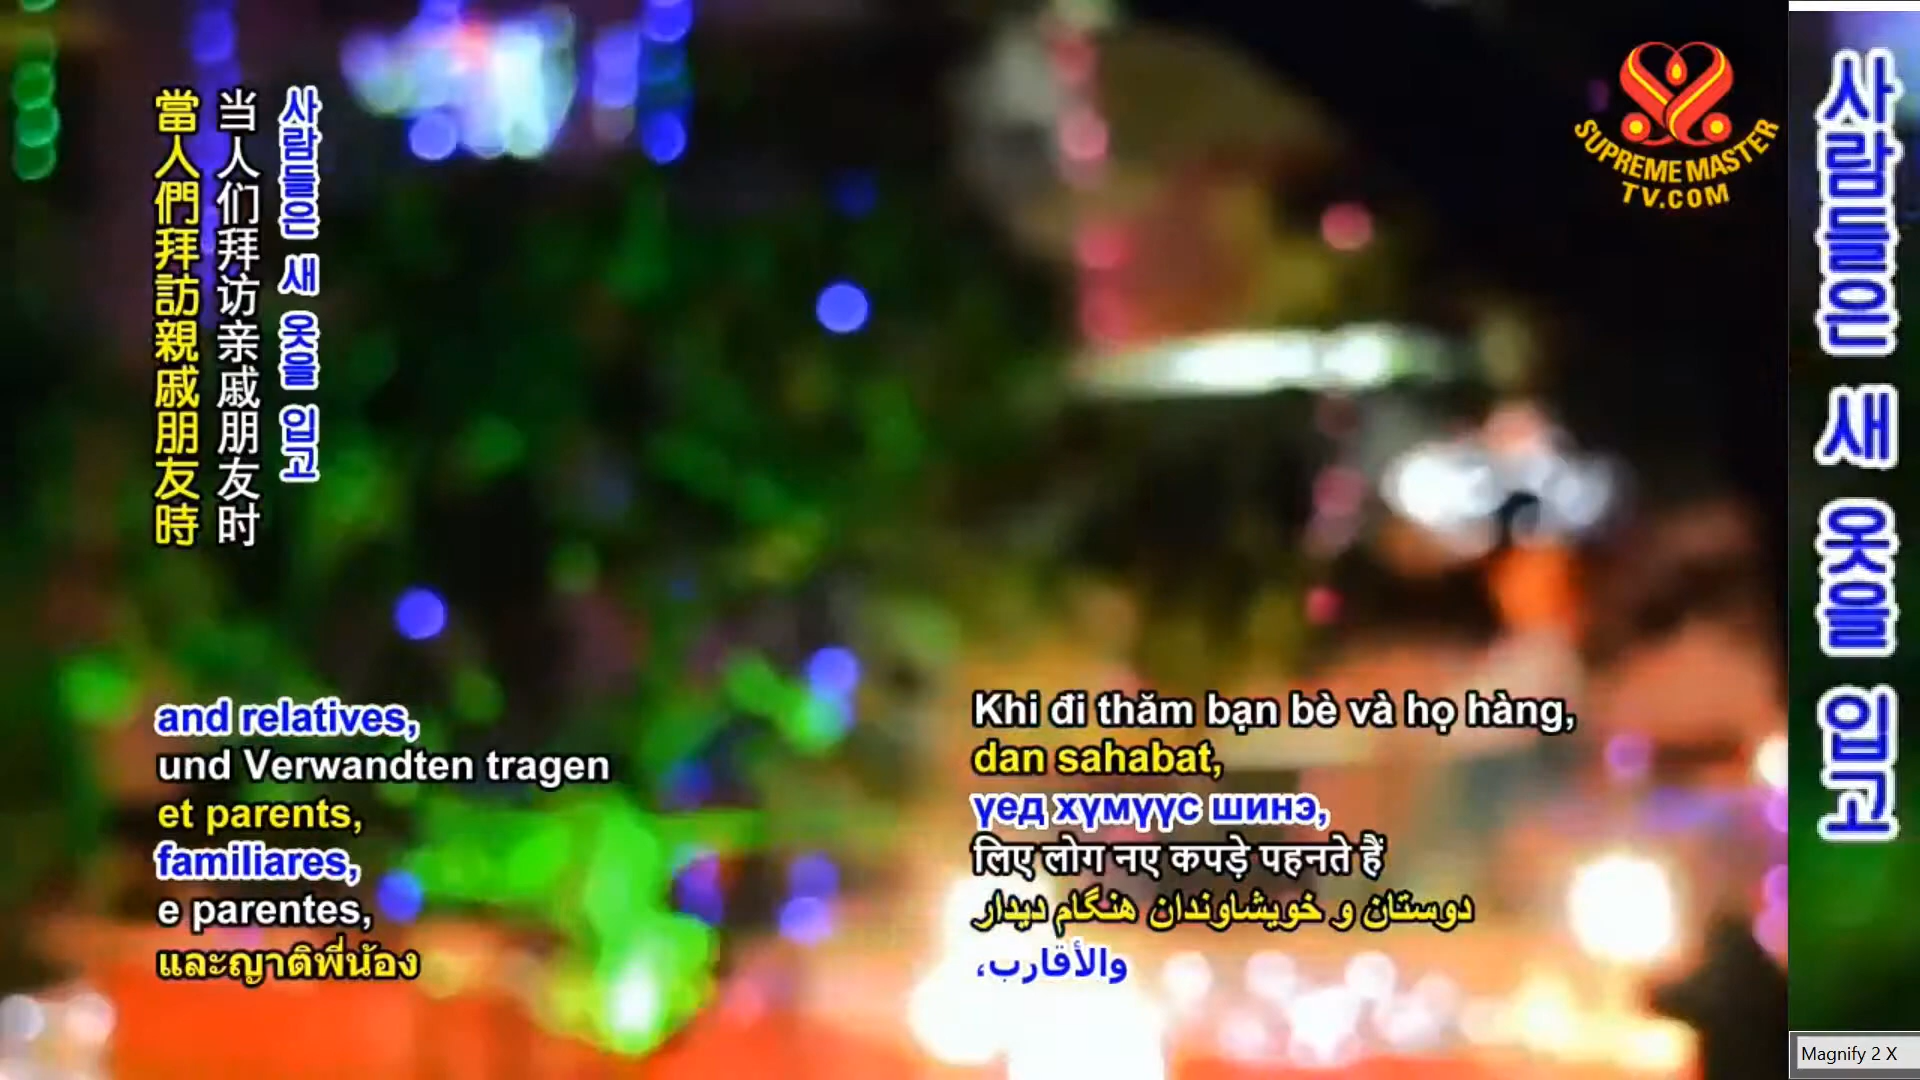 當人們拜訪親戚朋友時
当人们拜访亲戚朋友时
사람들은 새 옷을 입고
SUPREME MASTER
TV.COM
사람들은 새 옷을 입고
and relatives,
und Verwandten tragen
et parents,
familiares,
e parentes,
และญาติพี่น้อง
Khi đi thăm bạn bè và họ hàng,
dan sahabat,
үед хүмүүс шинэ,
लिए लोग नए कपड़े पहनते हैं
دوستان و خویشاوندان هنگام دیدار
والأقارب،
Magnify 2 X